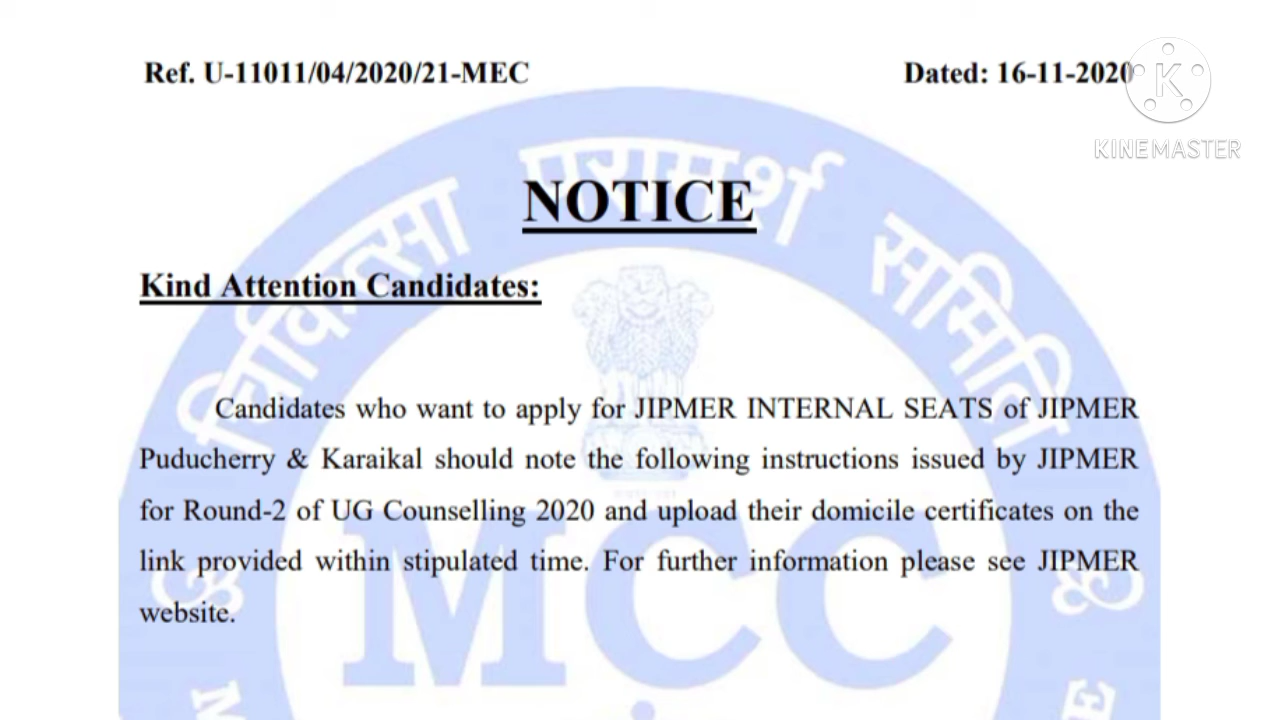 Ref. U-11011/04/2020/21-MEC Dated: 16-11-2020
K
KINEMASTER
चिकित्सा परामर्श समिति
NOTICE
Kind Attention Candidates:
Candidates who want to apply for JIPMER INTERNAL SEATS of JIPMER
Puducherry & Karaikal should note the following instructions issued by JIPMER
for Round-2 of UG Counselling 2020 and upload their domicile certificates on the
link provided within stipulated time. For further information please see JIPMER
website.
MCC